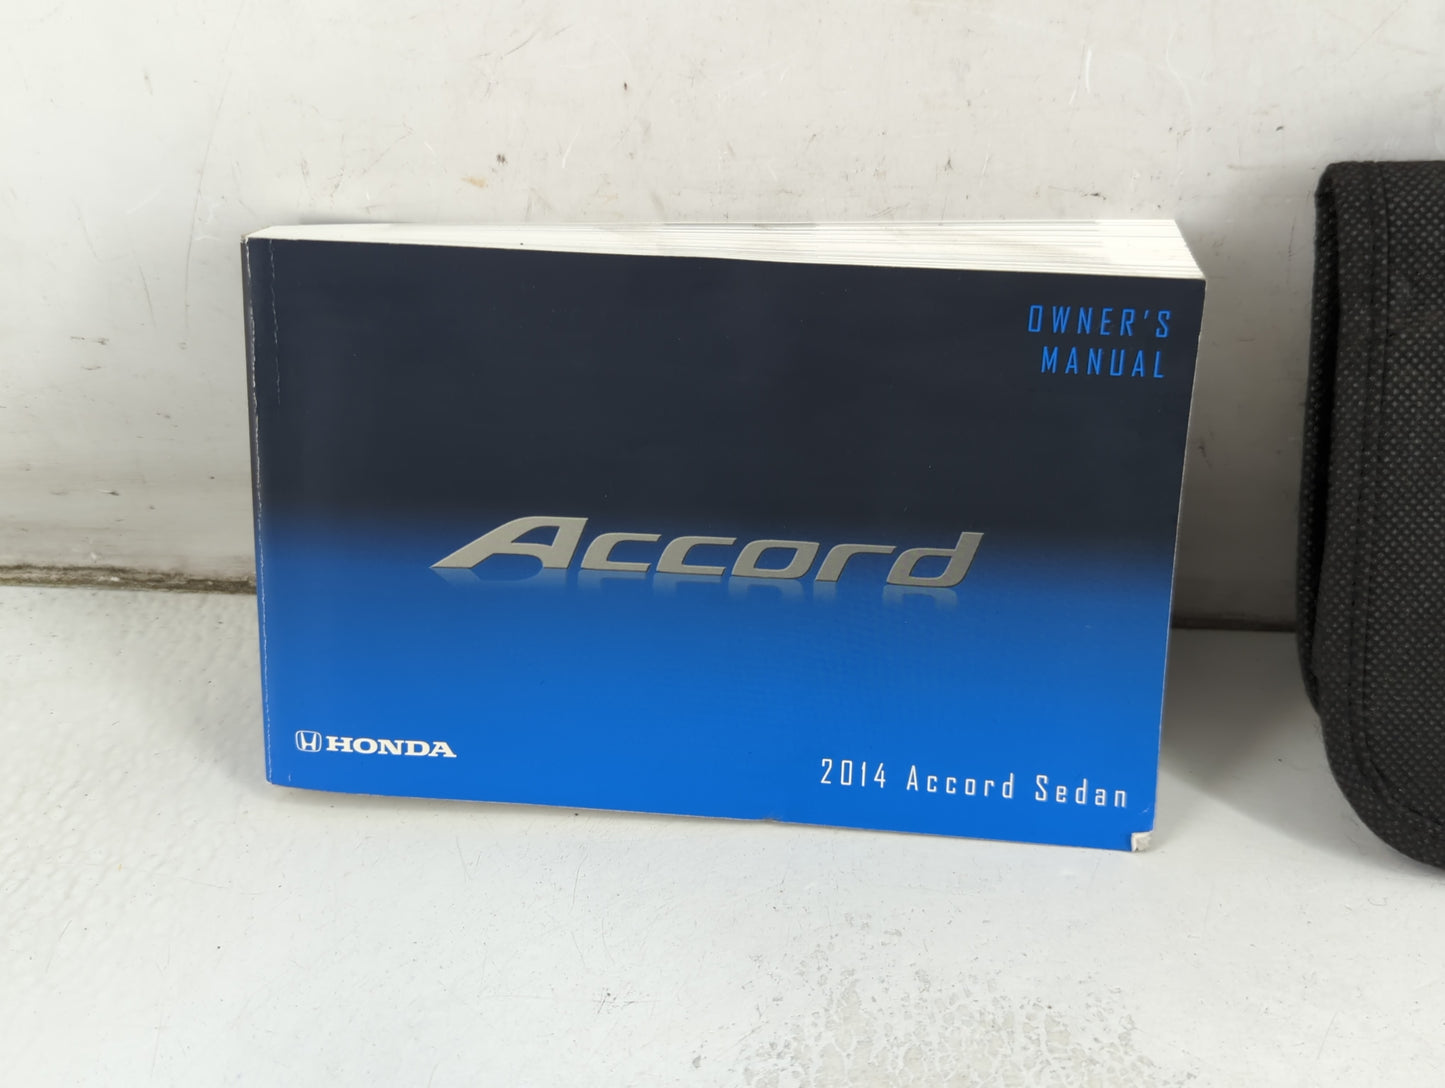 OWNER'S
MANUAL
Accord
HONDA
2014 Accord Sedan